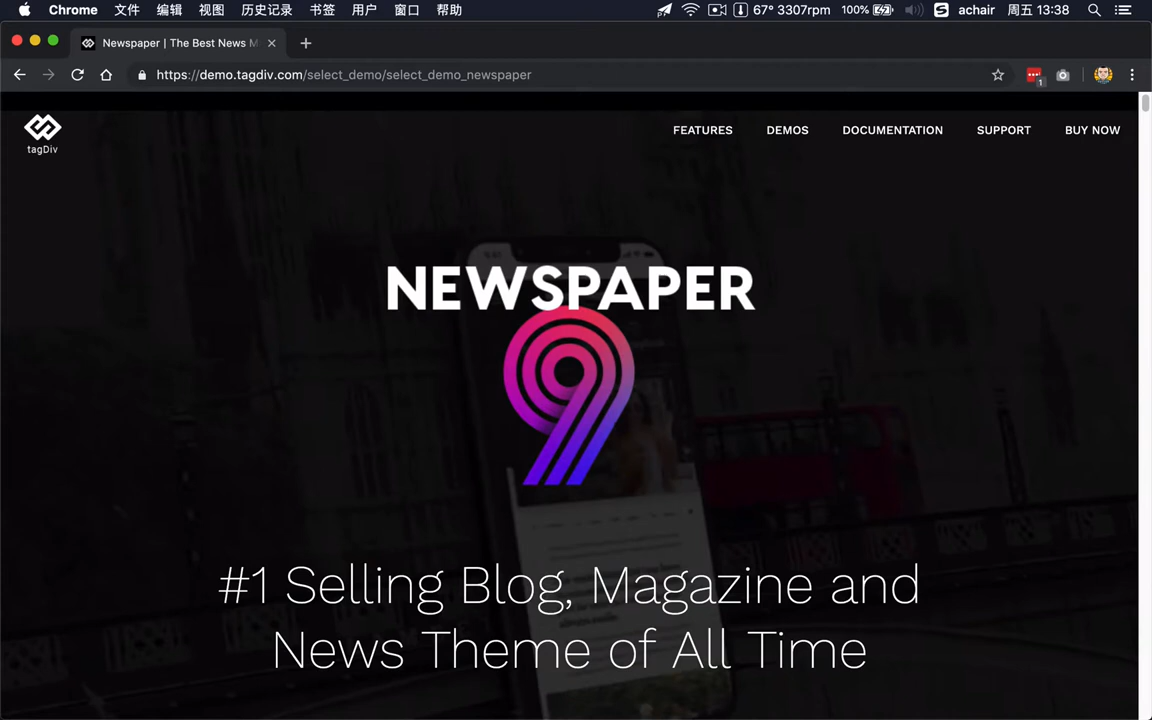 Chrome 文件 编辑 视图 历史记录 书签 用户 窗口 帮助 67° 3307rpm 100% S achair 周五 13:38
Newspaper | The Best News M
https://demo.tagdiv.com/select_demo/select_demo_newspaper 1
tagDiv FEATURES DEMOS DOCUMENTATION SUPPORT BUY NOW
NEWSPAPER
9
#1 Selling Blog, Magazine and
News Theme of All Time